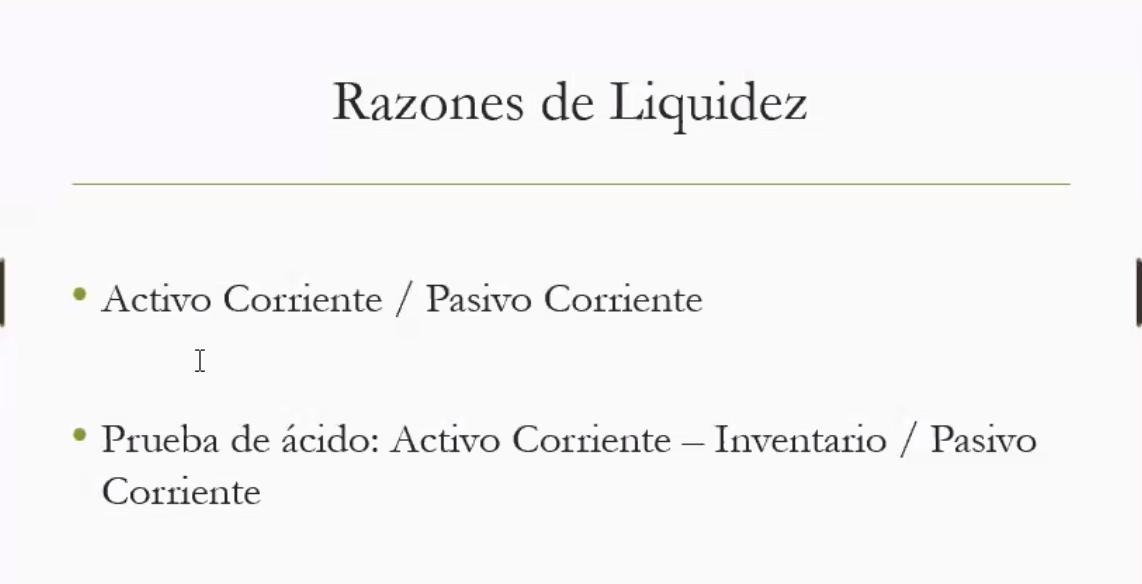 Razones de Liquidez
• Activo Corriente / Pasivo Corriente
• Prueba de ácido: Activo Corriente – Inventario / Pasivo
Corriente